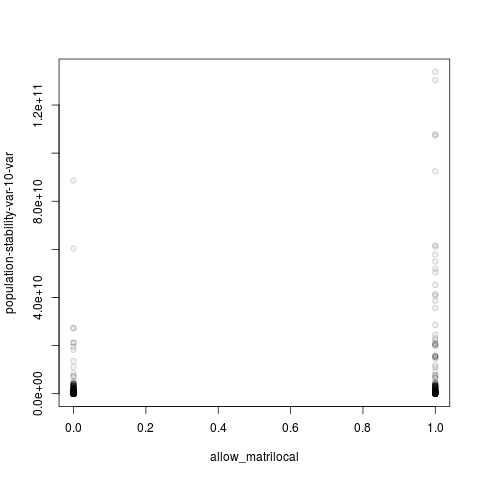 population-stability-var-10-var
1.2e+11
8.0e+10
4.0e+10
0.0e+00
0.0 0.2 0.4 0.6 0.8 1.0
allow_matrilocal